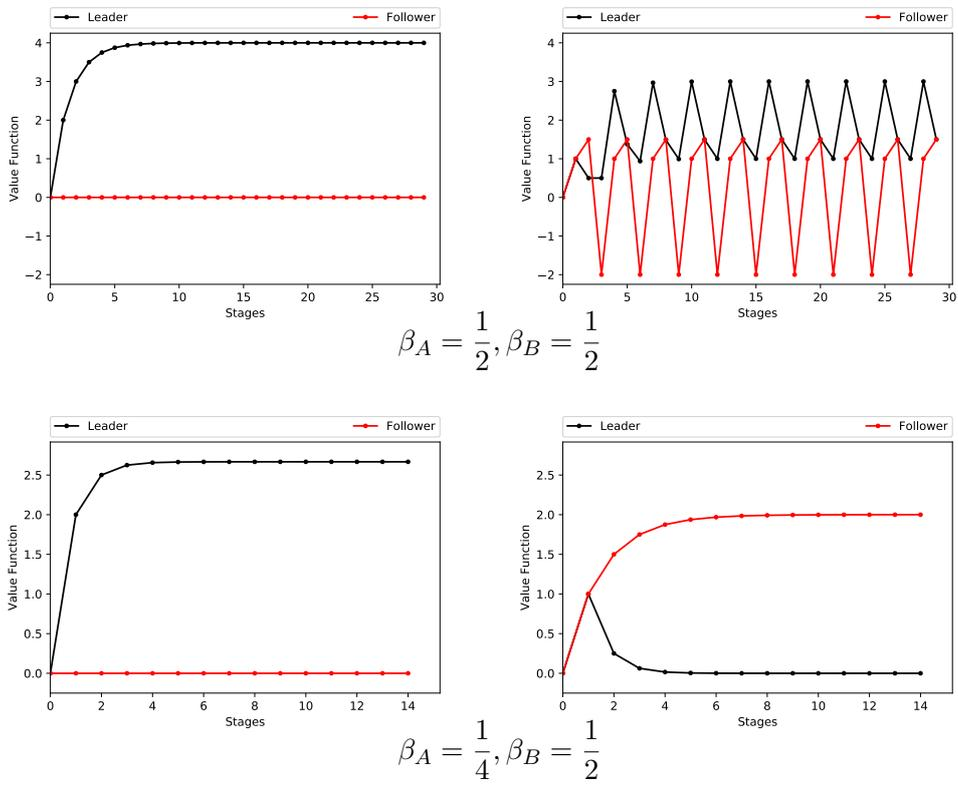 Leader Follower Leader Follower
4 4
3 3
2 2
1 1
0 0
−1 −1
−2 −2
Value Function Value Function
0 5 10 15 20 25 30 0 5 10 15 20 25 30
Stages Stages
β_A = 1/2, β_B = 1/2
Leader Follower Leader Follower
2.5 2.5
2.0 2.0
1.5 1.5
1.0 1.0
0.5 0.5
0.0 0.0
Value Function Value Function
0 2 4 6 8 10 12 14 0 2 4 6 8 10 12 14
Stages Stages
β_A = 1/4, β_B = 1/2